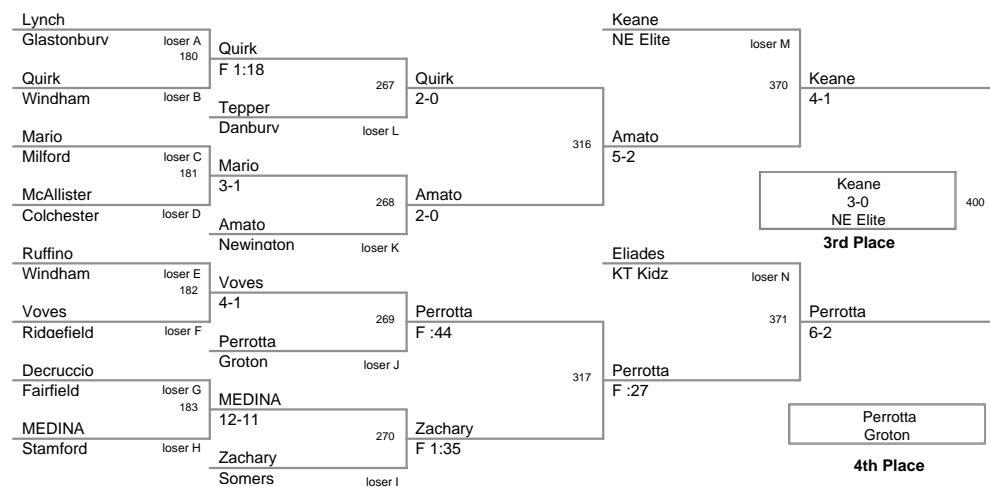 Lynch
Glastonbury
loser A
180
Quirk
Windham
loser B
Mario
Milford
loser C
181
McAllister
Colchester
loser D
Ruffino
Windham
loser E
182
Voves
Ridgefield
loser F
Decruccio
Fairfield
loser G
183
MEDINA
Stamford
loser H
Quirk
F 1:18
267
Tepper
Danbury
loser L
Mario
3-1
268
Amato
Newington
loser K
Voves
4-1
269
Perrotta
Groton
loser J
MEDINA
12-11
270
Zachary
Somers
loser I
Quirk
2-0
316
Amato
2-0
Perrotta
F :44
317
Zachary
F 1:35
Keane
NE Elite
loser M
370
Amato
5-2
Eliades
KT Kidz
loser N
371
Perrotta
F :27
Keane
4-1
Keane
3-0
NE Elite
400
3rd Place
Perrotta
6-2
Perrotta
Groton
4th Place